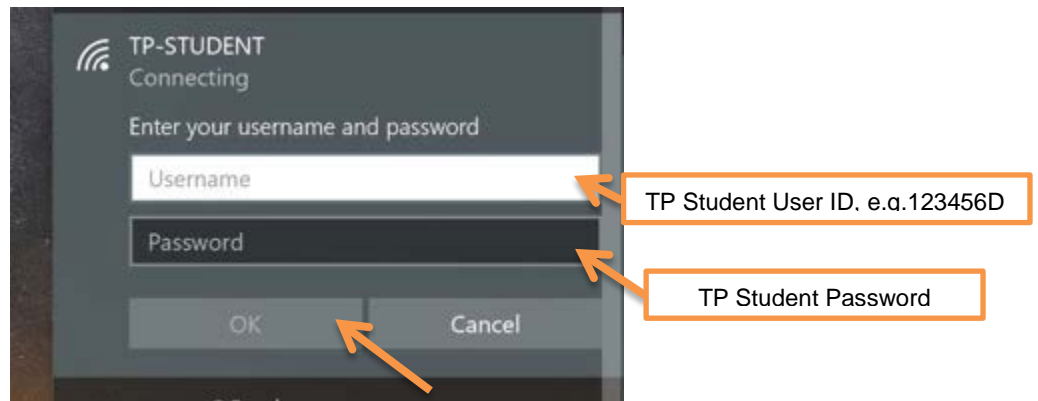 TP-STUDENT
Connecting
Enter your username and password
Username
TP Student User ID, e.g.123456D
Password
TP Student Password
OK
Cancel